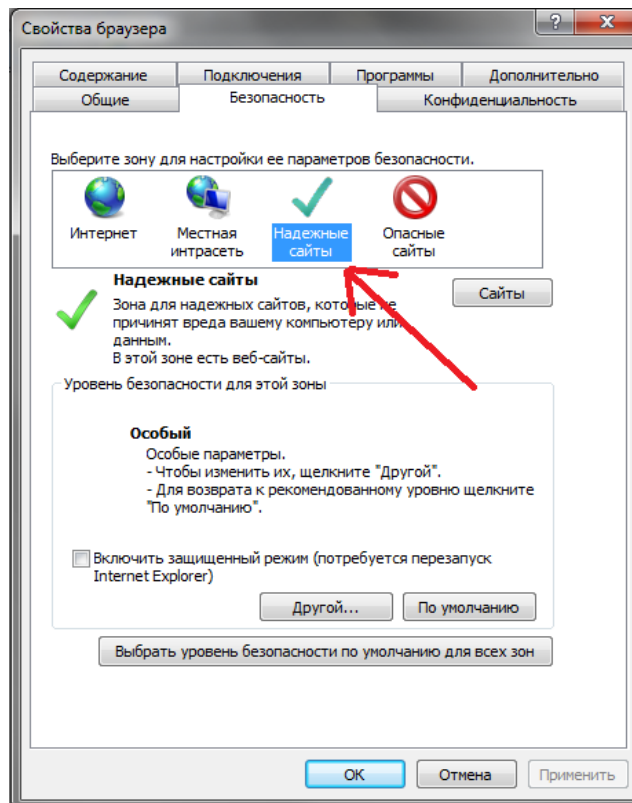 Свойства браузера
Содержание Подключения Программы Дополнительно
Общие Безопасность Конфиденциальность
Выберите зону для настройки ее параметров безопасности.
Интернет Местная интрасеть Надежные сайты Опасные сайты
Надежные сайты
Сайты
Зона для надежных сайтов, которые не
причинят вреда вашему компьютеру или
данным.
В этой зоне есть веб-сайты.
Уровень безопасности для этой зоны
Особый
Особые параметры.
- Чтобы изменить их, щелкните "Другой".
- Для возврата к рекомендованному уровню щелкните
"По умолчанию".
Включить защищенный режим (потребуется перезапуск
Internet Explorer)
Другой... По умолчанию
Выбрать уровень безопасности по умолчанию для всех зон
OK Отмена Применить